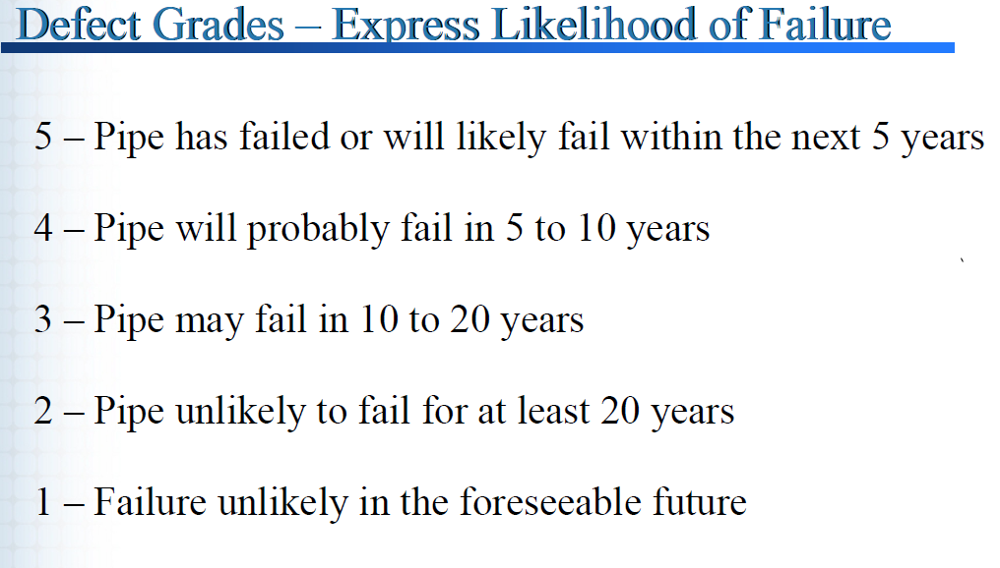 Defect Grades – Express Likelihood of Failure
5 – Pipe has failed or will likely fail within the next 5 years
4 – Pipe will probably fail in 5 to 10 years
3 – Pipe may fail in 10 to 20 years
2 – Pipe unlikely to fail for at least 20 years
1 – Failure unlikely in the foreseeable future